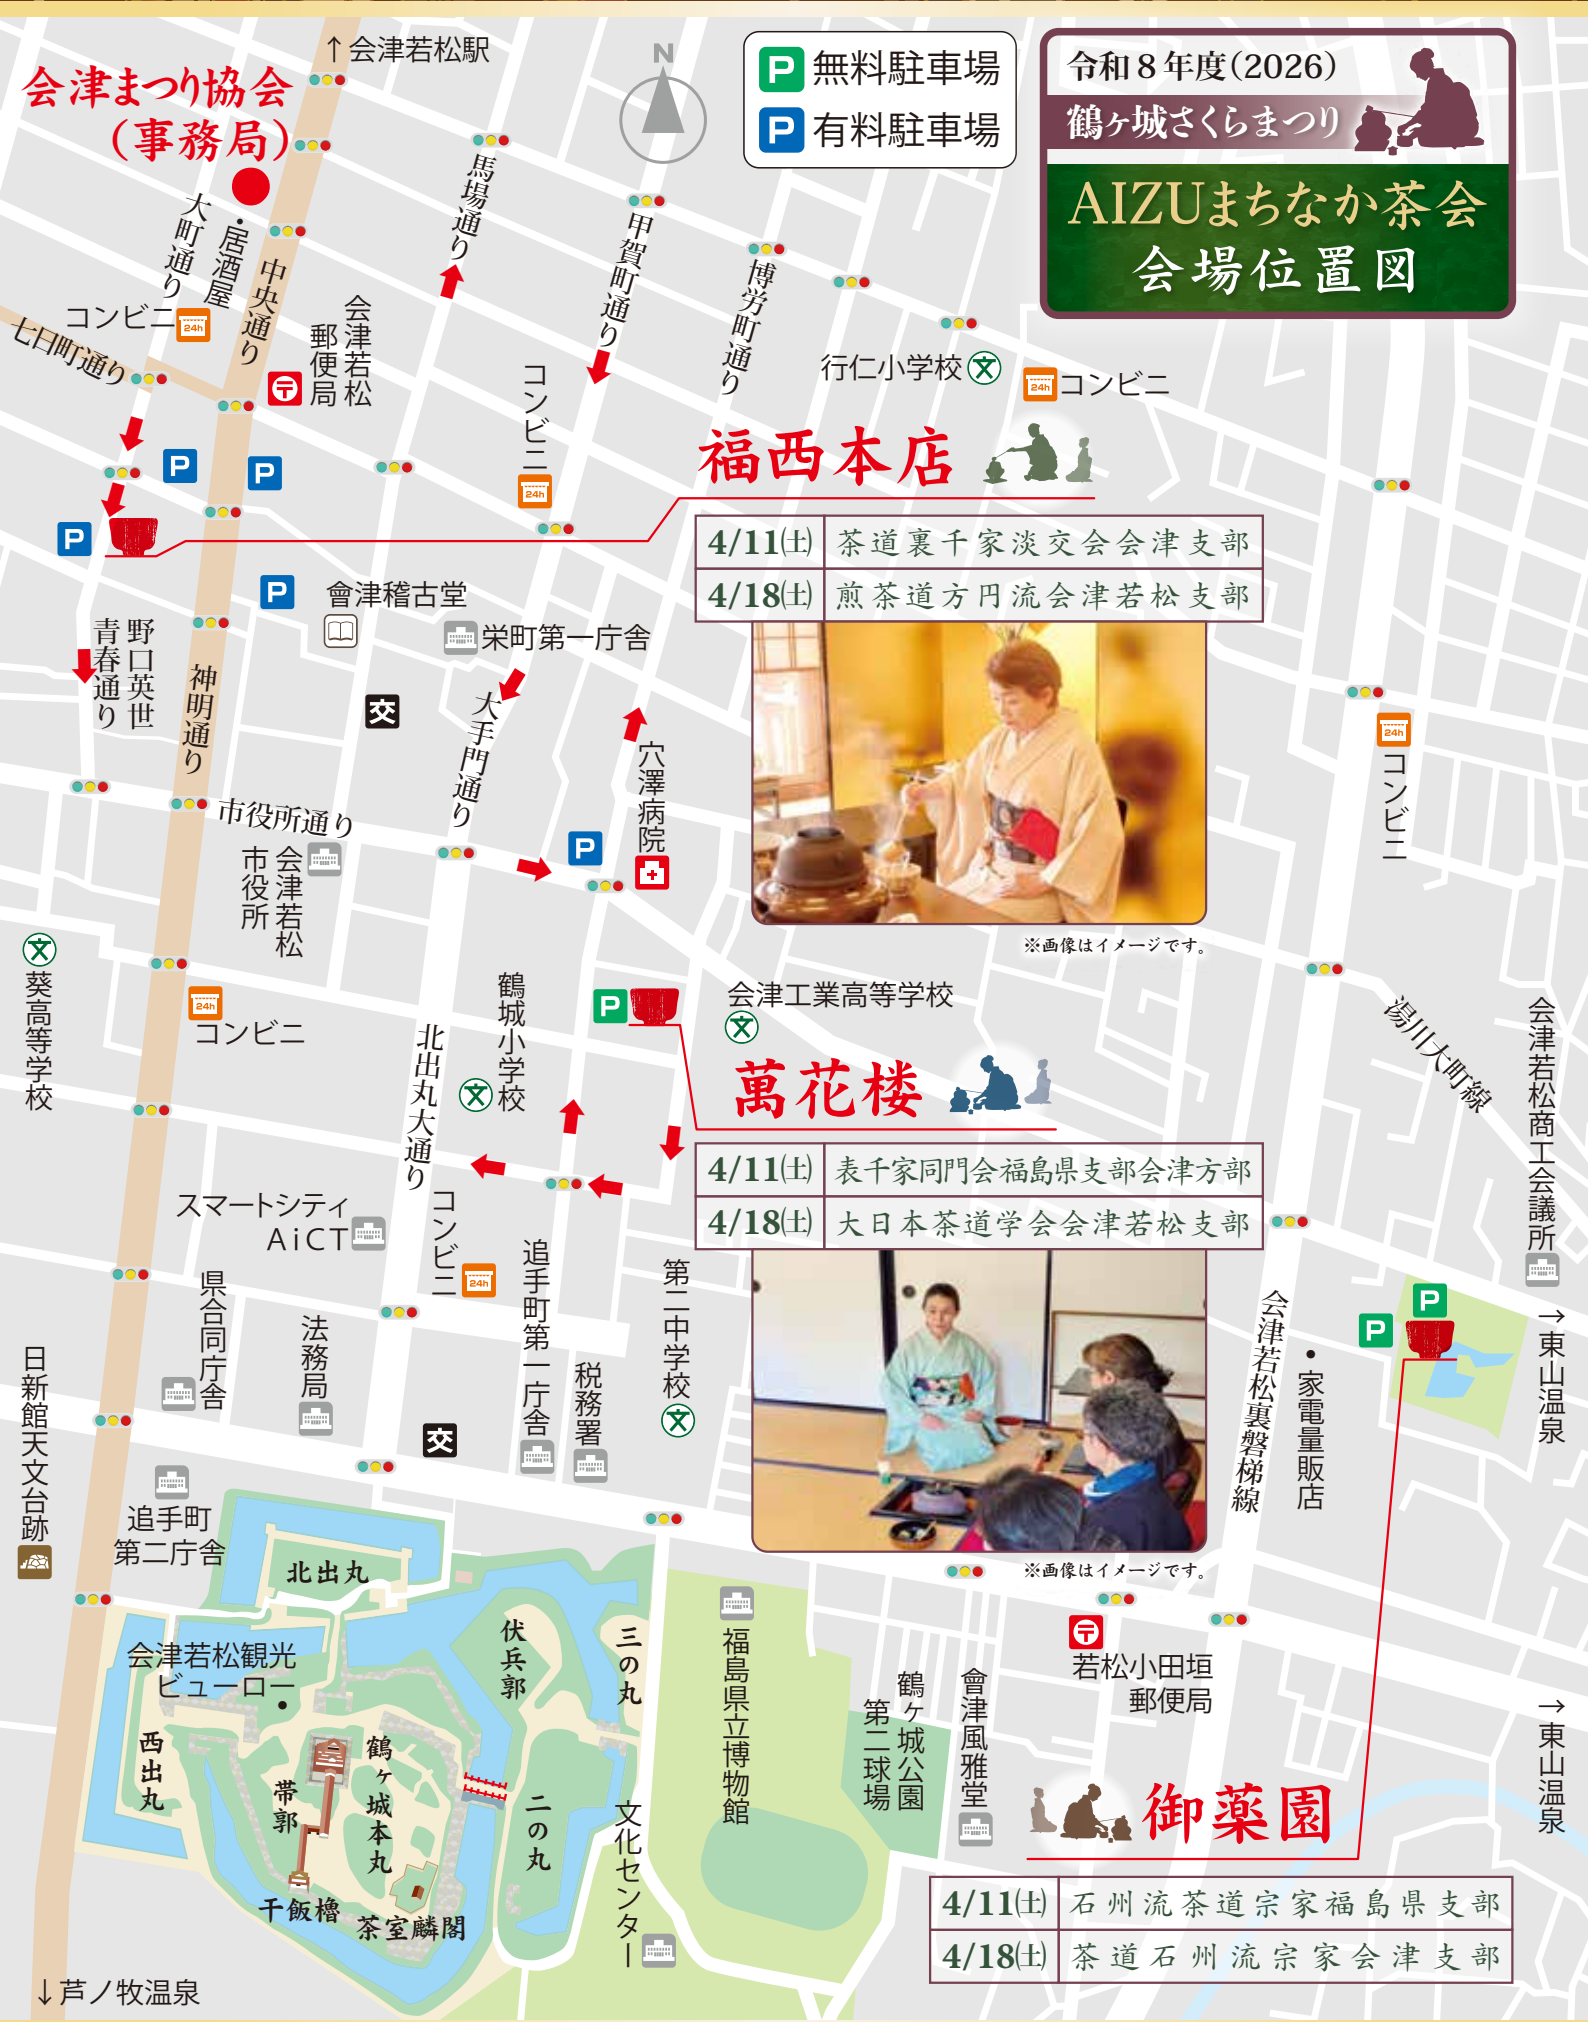 ↑会津若松駅
会津まつり協会
(事務局)
N
P 無料駐車場
P 有料駐車場
令和8年度(2026)
鶴ヶ城さくらまつり
AIZUまちなか茶会
会場位置図
大町通り
・居酒屋
中央通り
馬場通り
甲賀町通り
博労町通り
コンビニ
24h
七日町通り
会津若松
郵便局
コンビニ
24h
行仁小学校
文
24h
コンビニ
P
P
P
福西本店
4/11(土) 茶道裏千家淡交会会津支部
4/18(土) 煎茶道方円流会津若松支部
※画像はイメージです。
P
會津稽古堂
栄町第一庁舎
野口英世
青春通り
神明通り
交
大手門通り
穴澤病院
24h
コンビニ
市役所通り
会津若松
市役所
P
文
葵高等学校
24h
コンビニ
北出丸大通り
鶴城小学校
文
P
会津工業高等学校
文
萬花楼
4/11(土) 表千家同門会福島県支部会津方部
4/18(土) 大日本茶道学会会津若松支部
※画像はイメージです。
湯川大町線
会津若松商工会議所
スマートシティ
AiCT
コンビニ
24h
県合同庁舎
法務局
交
追手町第一庁舎
税務署
第二中学校
文
会津若松裏磐梯線
・家電量販店
P
P
→東山温泉
日新館天文台跡
追手町
第二庁舎
北出丸
会津若松観光
ビューロー
・
伏兵郭
三の丸
西出丸
帯郭
鶴ヶ城本丸
二の丸
干飯櫓
茶室麟閣
文化センター
福島県立博物館
鶴ヶ城公園
第二球場
會津風雅堂
若松小田垣
郵便局
→東山温泉
御薬園
4/11(土) 石州流茶道宗家福島県支部
4/18(土) 茶道石州流宗家会津支部
↓芦ノ牧温泉